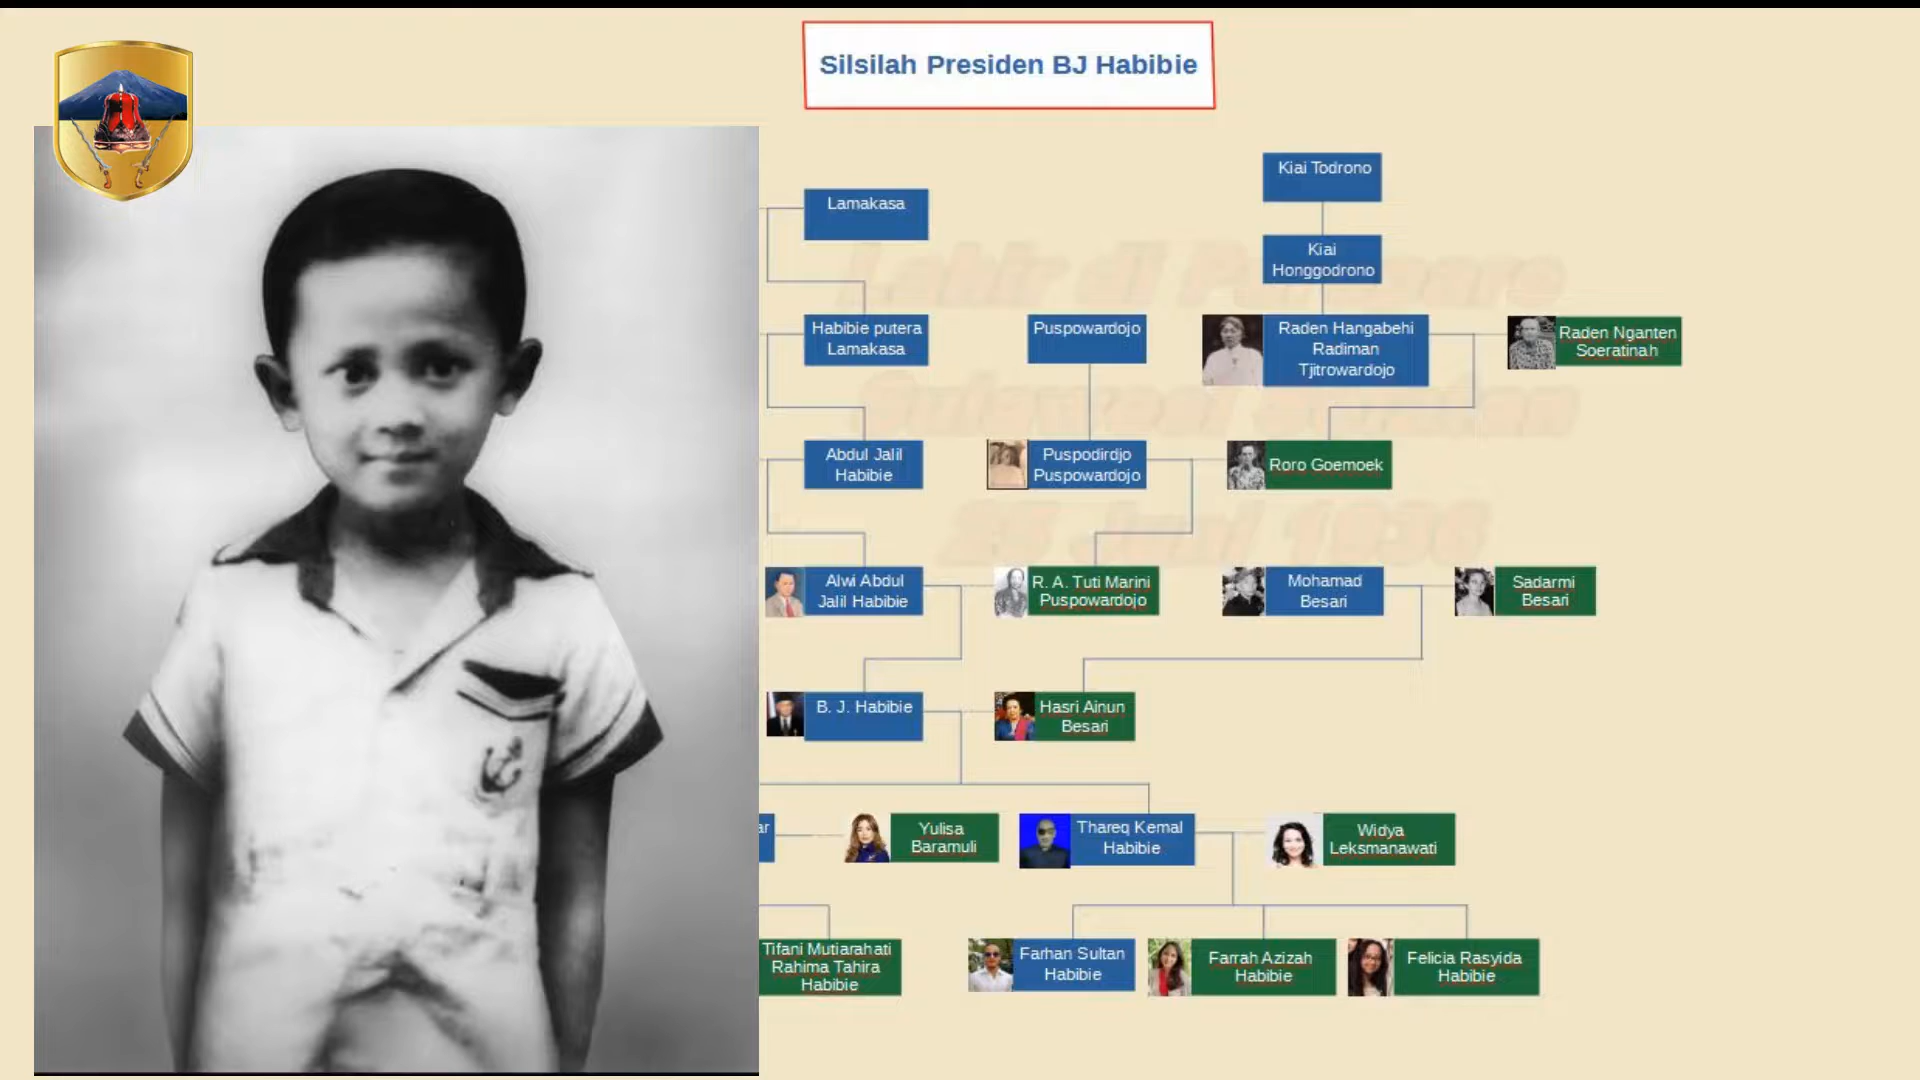 Silsilah Presiden BJ Habibie
Kiai Todrono
Lamakasa
Kiai
Honggodrono
Habibie putera
Lamakasa
Puspowardojo
Raden Hangabehi
Radiman
Tjitrowardojo
Raden Nganten
Soeratinah
Abdul Jalil
Habibie
Puspodirdjo
Puspowardojo
Roro Goemoek
Alwi Abdul
Jalil Habibie
R. A. Tuti Marini
Puspowardojo
Mohamad
Besari
Sadarmi
Besari
B. J. Habibie
Hasri Ainun
Besari
ar
Yulisa
Baramuli
Thareq Kemal
Habibie
Widya
Leksmanawati
Tifani Mutiarahati
Rahima Tahira
Habibie
Farhan Sultan
Habibie
Farrah Azizah
Habibie
Felicia Rasyida
Habibie